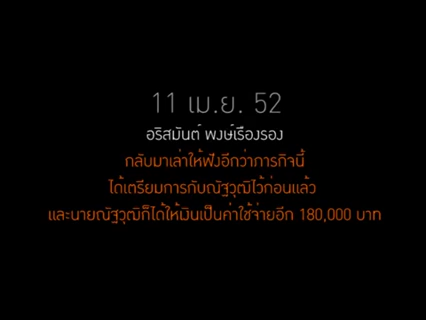 11 เม.ย. 52
อริสมันต์ พงษ์เรืองรอง
กลับมาเล่าให้ฟังอีกว่าภารกิจนี้
ได้เตรียมการกับณัฐวุฒิไว้ก่อนแล้ว
และนายณัฐวุฒิก็ได้ให้เงินเป็นค่าใช้จ่ายอีก 180,000 บาท